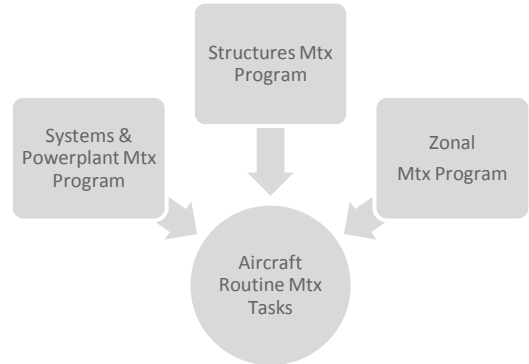 Structures Mtx
Program
Systems &
Powerplant Mtx
Program
Zonal
Mtx Program
Aircraft
Routine Mtx
Tasks